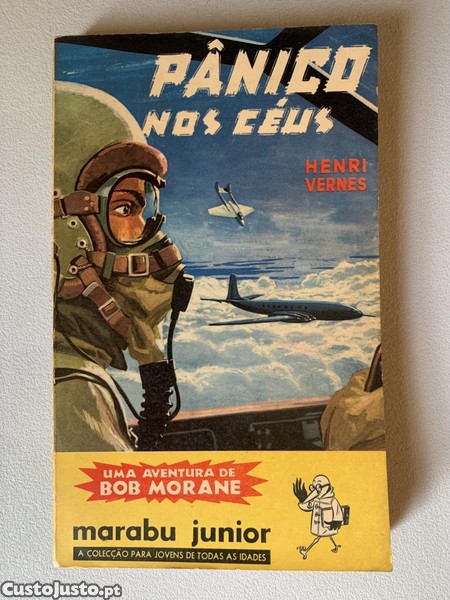 PÂNICO
NOS CÉUS
HENRI
VERNES
UMA AVENTURA DE
BOB MORANE
marabu junior
A COLECÇÃO PARA JOVENS DE TODAS AS IDADES
CustoJusto.pt